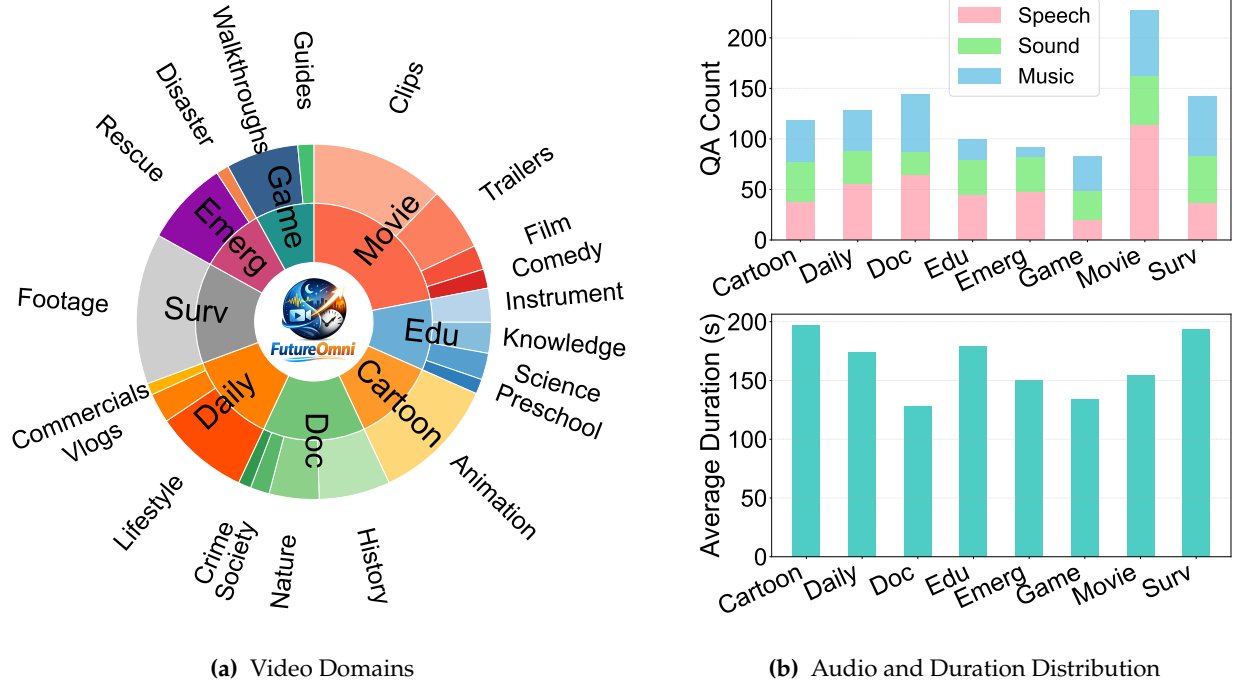 Guides
Walkthroughs
Disaster
Rescue
Footage
Commercials
Vlogs
Lifestyle
Crime
Society
Nature
History
Animation
Preschool
Science
Knowledge
Instrument
Comedy
Film
Trailers
Clips
Game
Emerg
Surv
Daily
Doc
Cartoon
Edu
Movie
FutureOmni
(a) Video Domains
Speech
Sound
Music
QA Count
200
150
100
50
0
Cartoon
Daily
Doc
Edu
Emerg
Game
Movie
Surv
Average Duration (s)
200
150
100
50
0
Cartoon
Daily
Doc
Edu
Emerg
Game
Movie
Surv
(b) Audio and Duration Distribution